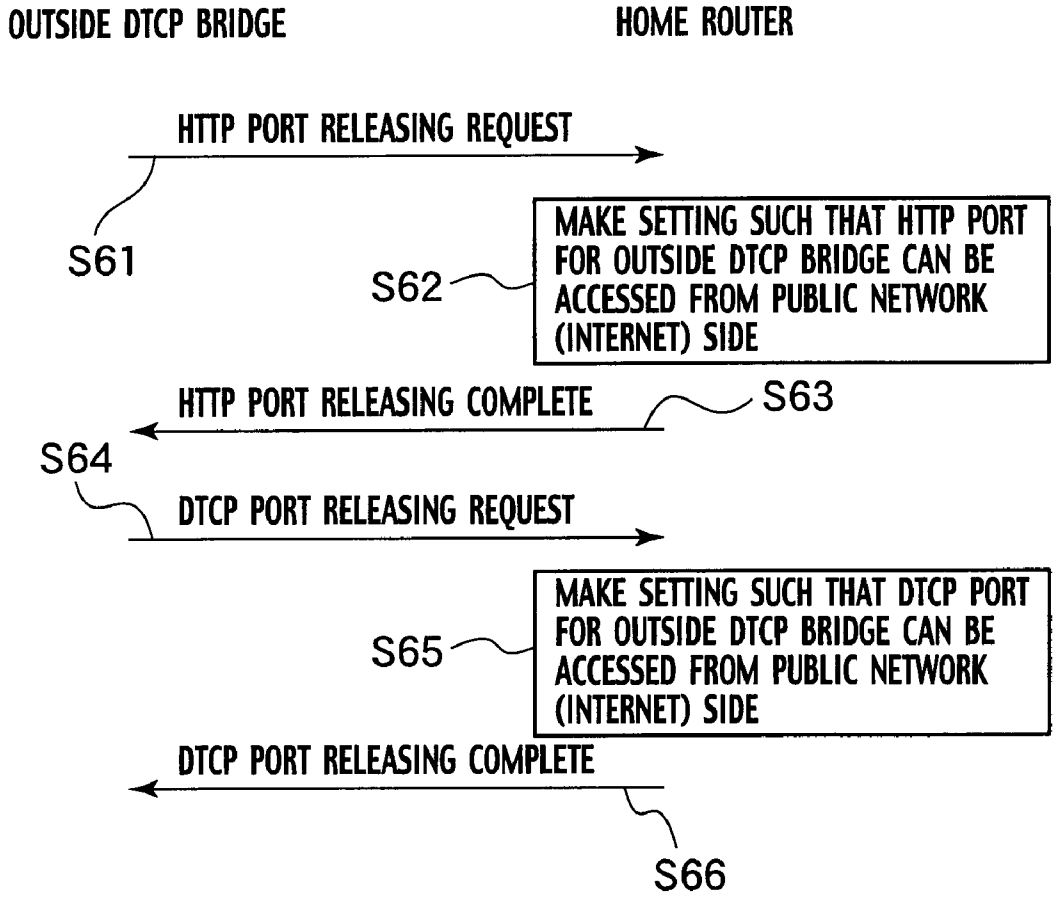 OUTSIDE DTCP BRIDGE
HOME ROUTER
HTTP PORT RELEASING REQUEST
S61
MAKE SETTING SUCH THAT HTTP PORT
FOR OUTSIDE DTCP BRIDGE CAN BE
ACCESSED FROM PUBLIC NETWORK
(INTERNET) SIDE
S62
HTTP PORT RELEASING COMPLETE
S63
S64
DTCP PORT RELEASING REQUEST
MAKE SETTING SUCH THAT DTCP PORT
FOR OUTSIDE DTCP BRIDGE CAN BE
ACCESSED FROM PUBLIC NETWORK
(INTERNET) SIDE
S65
DTCP PORT RELEASING COMPLETE
S66